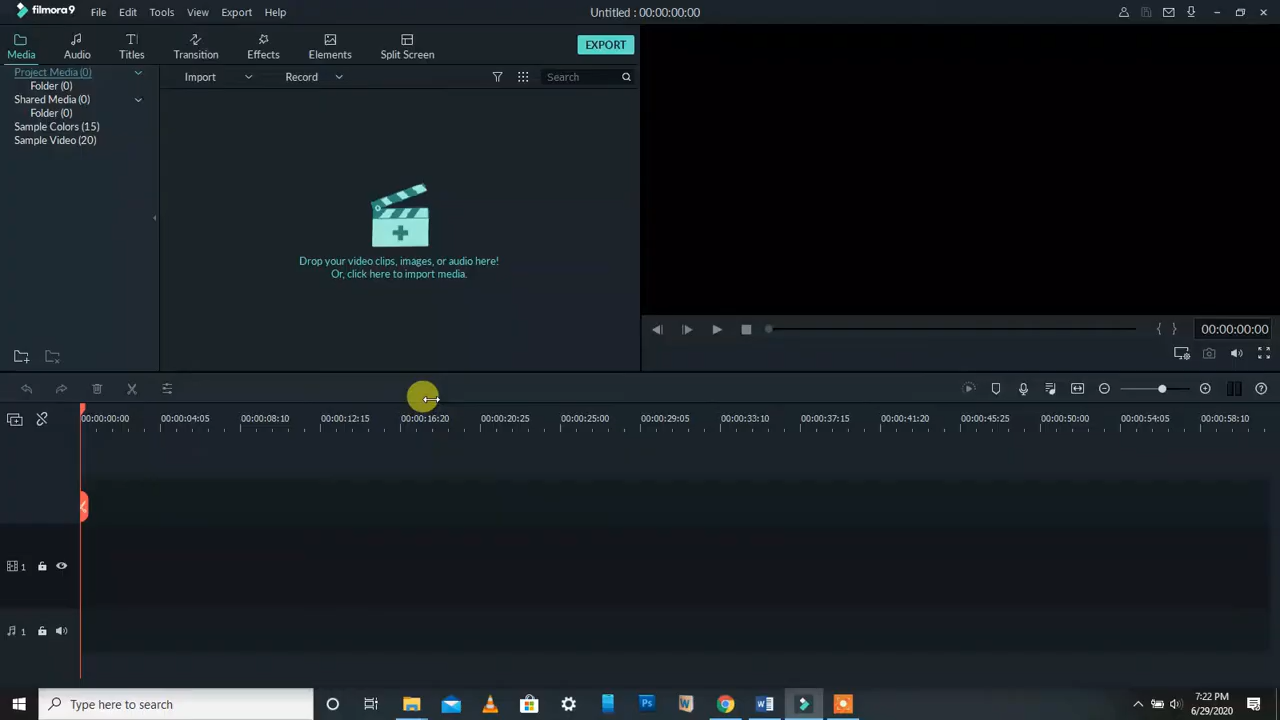 filmora9 File Edit Tools View Export Help Untitled : 00:00:00:00
Media Audio Titles Transition Effects Elements Split Screen EXPORT
Project Media (0)
Folder (0)
Shared Media (0)
Folder (0)
Sample Colors (15)
Sample Video (20)
Import Record Search
Drop your video clips, images, or audio here!
Or, click here to import media.
00:00:00:00
00:00:00:00 00:00:04:05 00:00:08:10 00:00:12:15 00:00:16:20 00:00:20:25 00:00:25:00 00:00:29:05 00:00:33:10 00:00:37:15 00:00:41:20 00:00:45:25 00:00:50:00 00:00:54:05 00:00:58:10
1
1
Type here to search
Ps
W
W
7:22 PM
6/29/2020